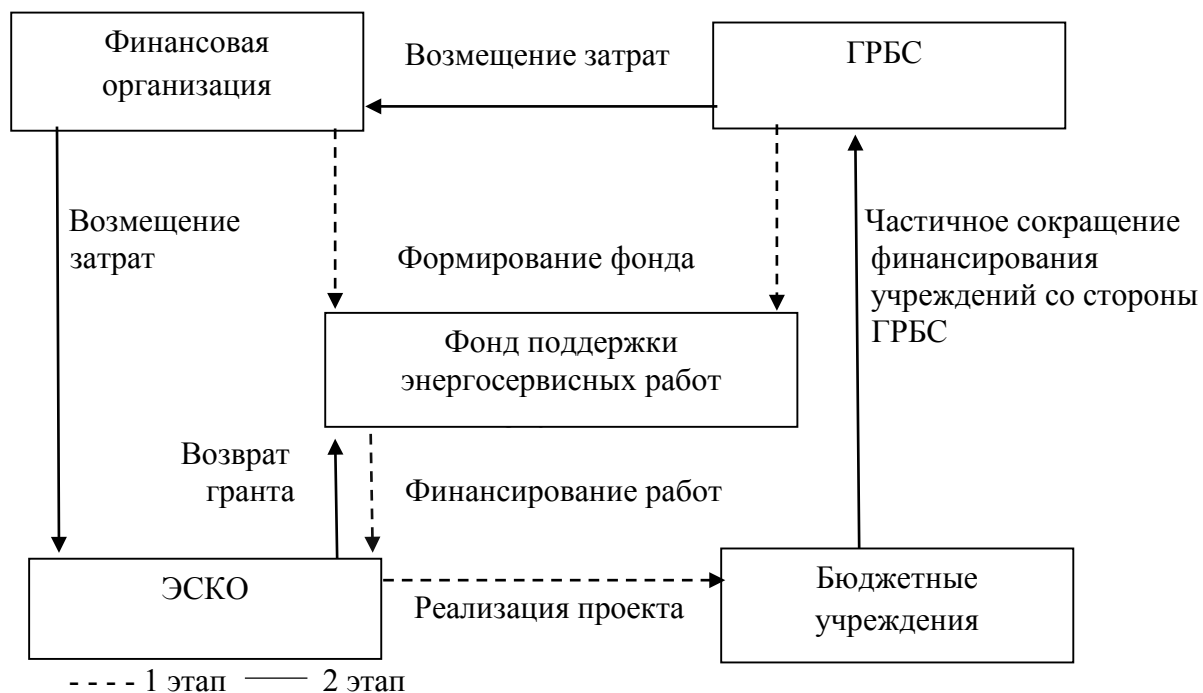 Финансовая
организация
Возмещение затрат
ГРБС
Возмещение
затрат
Формирование фонда
Частичное сокращение
финансирования
учреждений со стороны
ГРБС
Фонд поддержки
энергосервисных работ
Возврат
гранта
Финансирование работ
ЭСКО
Реализация проекта
Бюджетные
учреждения
- - - - 1 этап —— 2 этап